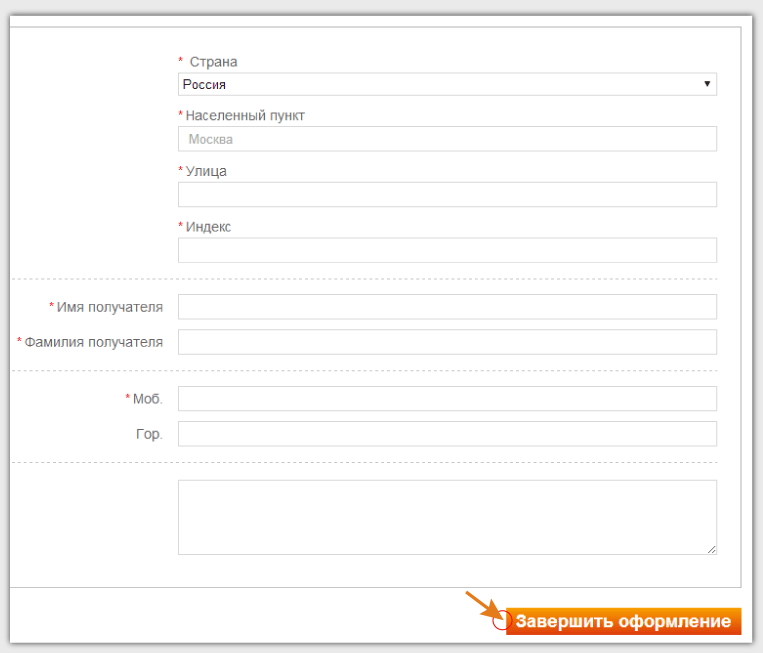 * Страна
Россия
* Населенный пункт
Москва
* Улица
* Индекс
* Имя получателя
* Фамилия получателя
* Моб.
Гор.
Завершить оформление